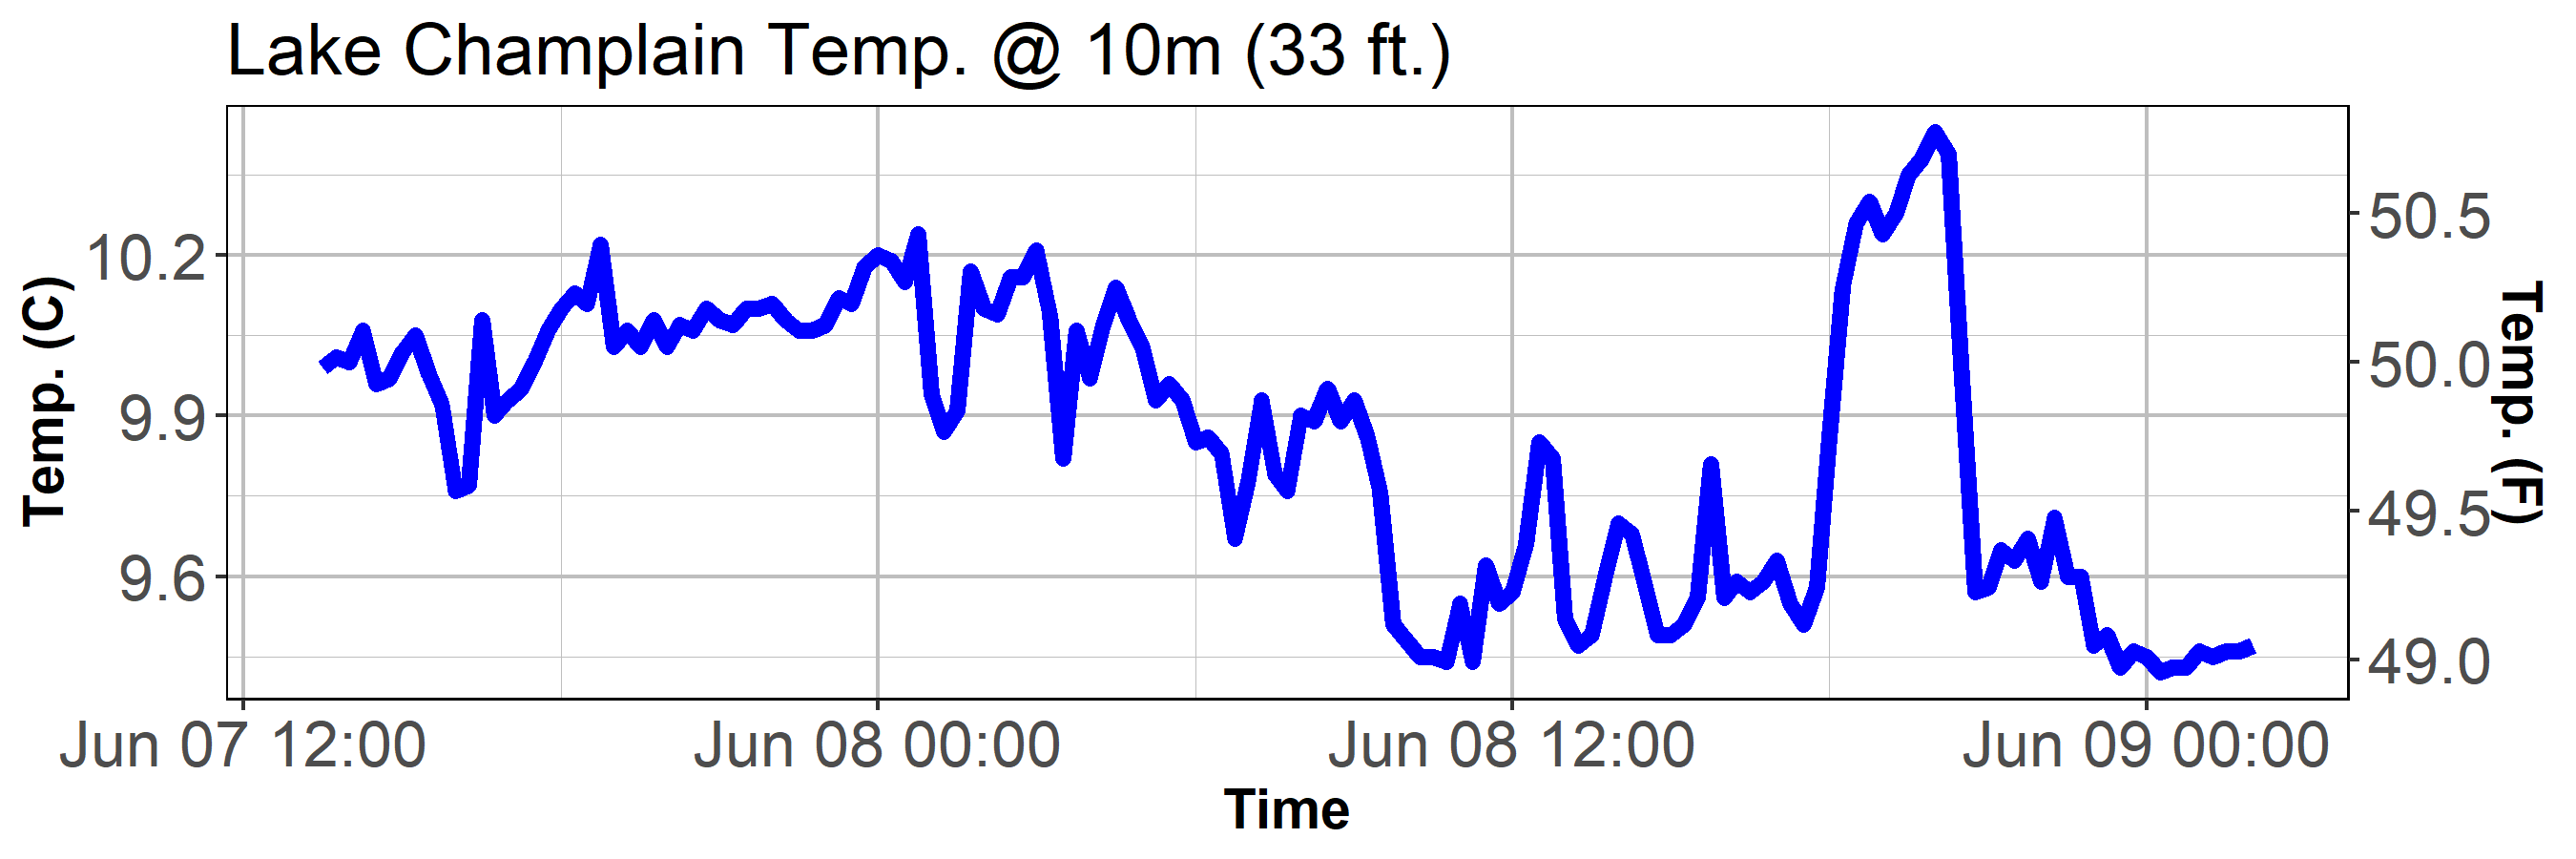 Lake Champlain Temp. @ 10m (33 ft.)
Temp. (C)
10.2
9.9
9.6
50.5
50.0
49.5
49.0
Temp. (F)
Jun 07 12:00
Jun 08 00:00
Jun 08 12:00
Jun 09 00:00
Time